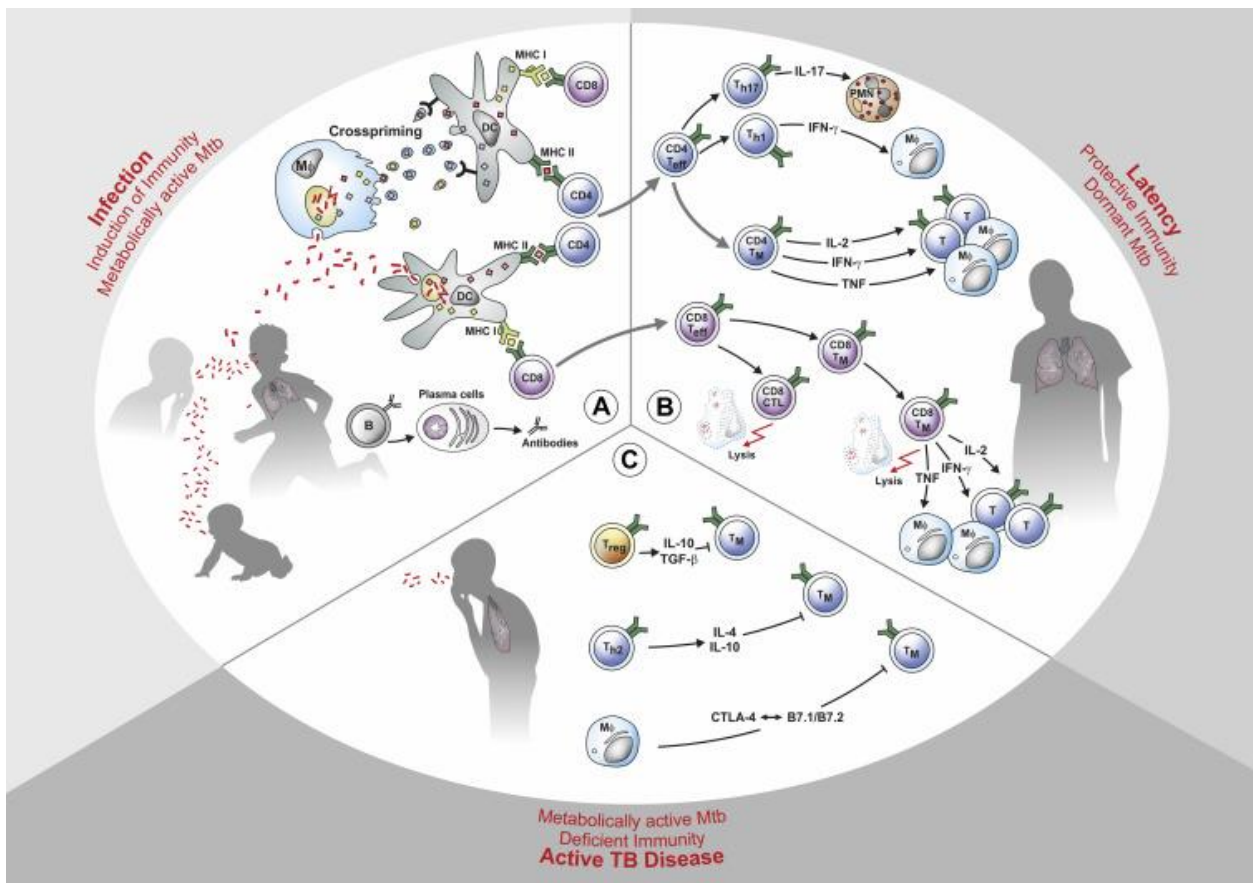 Infection
Induction of Immunity
Metabolically active Mtb
MHC I
CD8
Crosspriming
DC
Mϕ
MHC II
CD4
CD4
MHC II
DC
MHC I
CD8
Plasma cells
B
Antibodies
A
Latency
Protective Immunity
Dormant Mtb
Th17
IL-17
PMN
CD4
Teff
Th1
IFN-γ
Mϕ
CD4
TM
IL-2
IFN-γ
TNF
T
T
Mϕ
Mϕ
CD8
Teff
CD8
TM
CD8
CTL
Lysis
CD8
TM
Lysis
TNF
IFN-γ
IL-2
Mϕ
Mϕ
T
T
B
C
Treg
IL-10
TGF-β
TM
Th2
IL-4
IL-10
TM
Mϕ
CTLA-4
B7.1/B7.2
TM
Metabolically active Mtb
Deficient Immunity
Active TB Disease